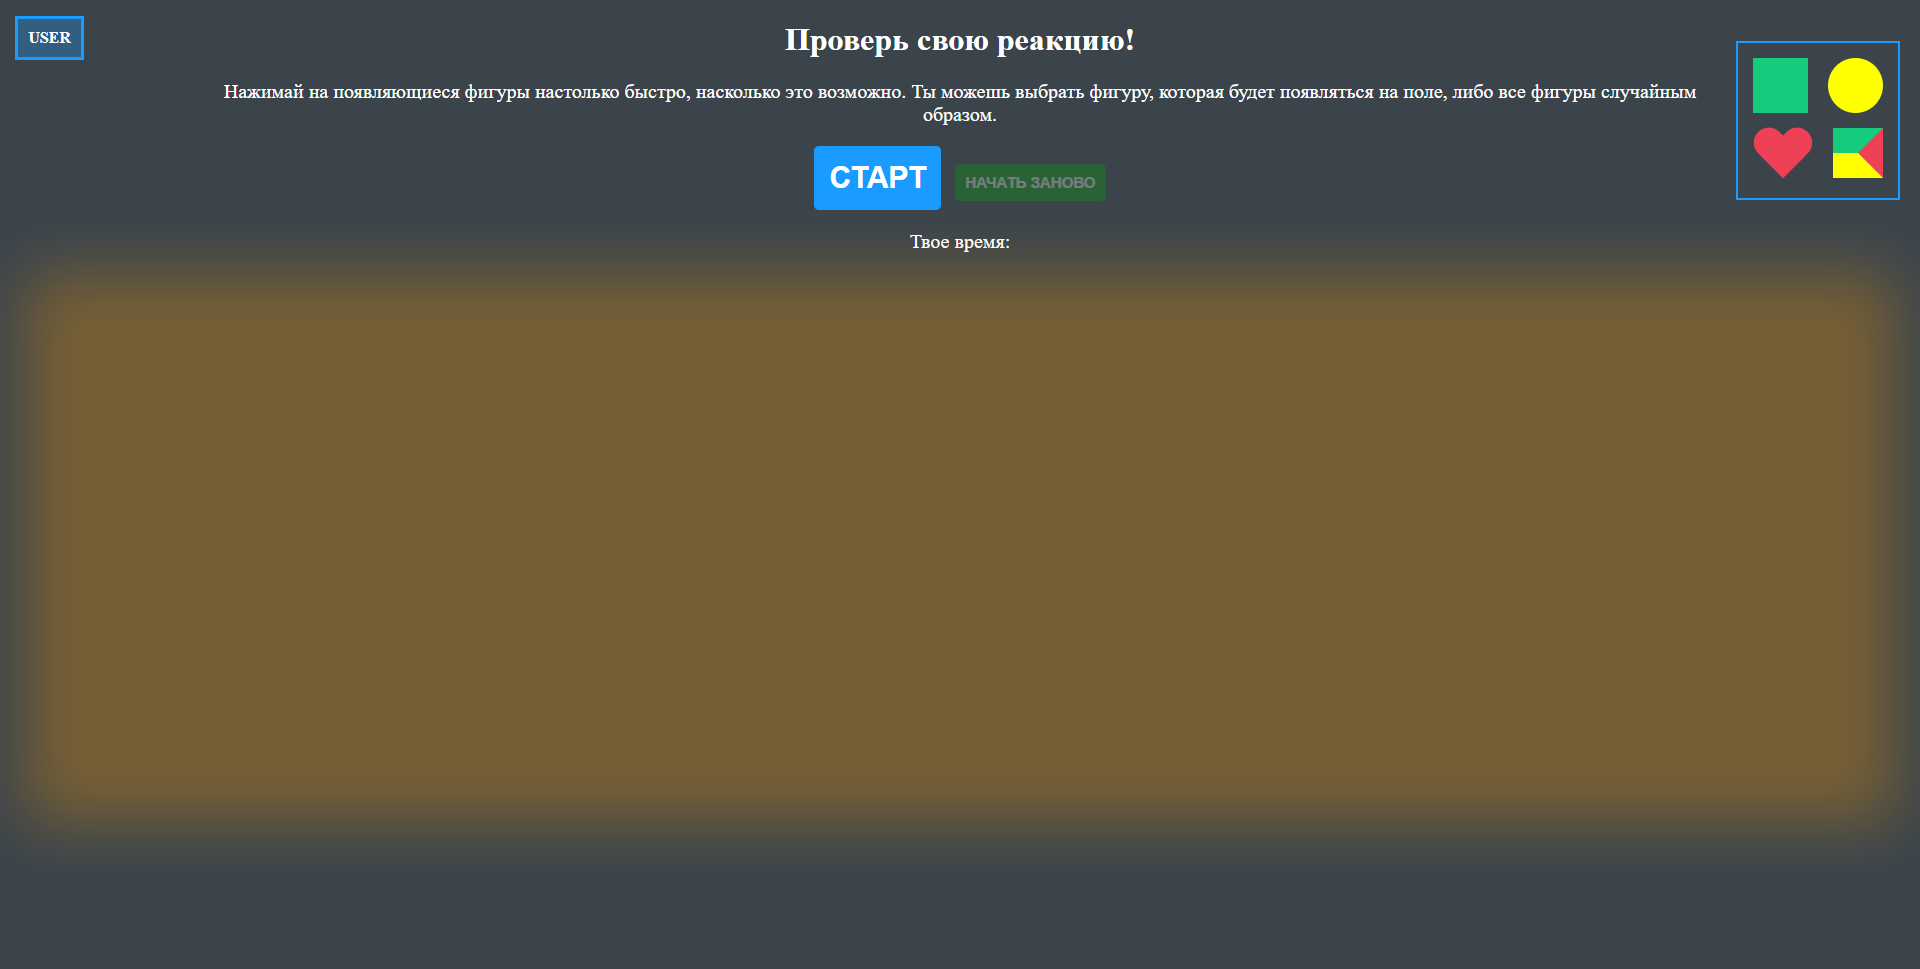 USER
Проверь свою реакцию!
Нажимай на появляющиеся фигуры настолько быстро, насколько это возможно. Ты можешь выбрать фигуру, которая будет появляться на поле, либо все фигуры случайным
образом.
СТАРТ
НАЧАТЬ ЗАНОВО
Твое время: